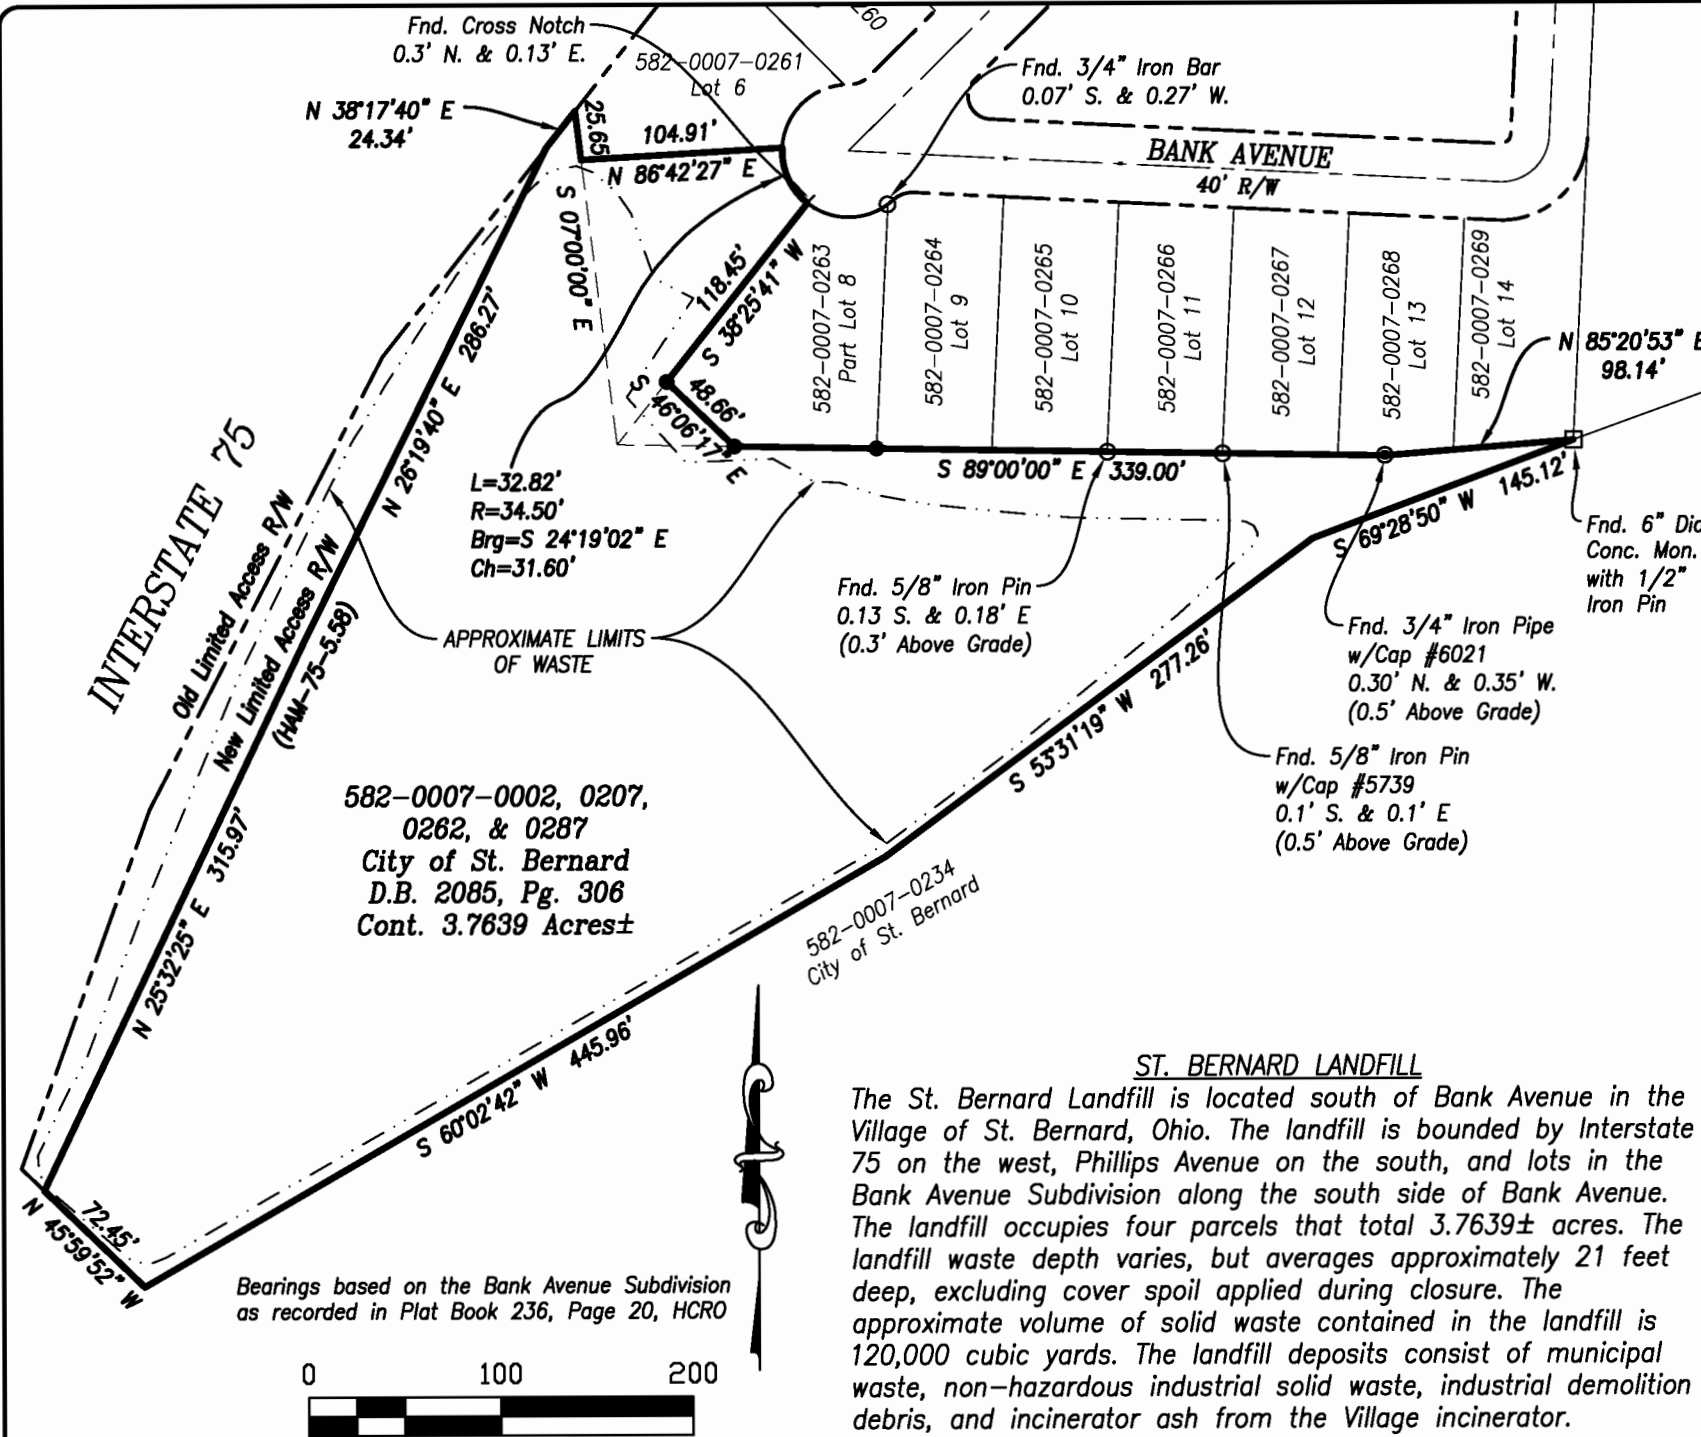 Fnd. Cross Notch
0.3' N. & 0.13' E.
260
582-0007-0261
Lot 6
Fnd. 3/4" Iron Bar
0.07' S. & 0.27' W.
N 38°17'40" E
24.34'
25.65
104.91'
N 86°42'27" E
BANK AVENUE
40' R/W
S 07°00'00" E
118.45'
S 38°25'41" W
48.66'
S 46°06'17" E
582-0007-0263
Part Lot 8
582-0007-0264
Lot 9
582-0007-0265
Lot 10
582-0007-0266
Lot 11
582-0007-0267
Lot 12
582-0007-0268
Lot 13
582-0007-0269
Lot 14
N 85°20'53" E
98.14'
INTERSTATE 75
Old Limited Access R/W
New Limited Access R/W
(HAM-75-5.58)
N 26°19'40" E 286.27'
L=32.82'
R=34.50'
Brg=S 24°19'02" E
Ch=31.60'
S 89°00'00" E 339.00'
S 69°28'50" W 145.12'
Fnd. 6" Dia
Conc. Mon.
with 1/2"
Iron Pin
Fnd. 5/8" Iron Pin
0.13 S. & 0.18' E
(0.3' Above Grade)
APPROXIMATE LIMITS
OF WASTE
Fnd. 3/4" Iron Pipe
w/Cap #6021
0.30' N. & 0.35' W.
(0.5' Above Grade)
S 53°31'19" W 277.26'
Fnd. 5/8" Iron Pin
w/Cap #5739
0.1' S. & 0.1' E
(0.5' Above Grade)
582-0007-0002, 0207,
0262, & 0287
City of St. Bernard
D.B. 2085, Pg. 306
Cont. 3.7639 Acres±
N 25°32'25" E 315.97'
582-0007-0234
City of St. Bernard
S 60°02'42" W 445.96'
72.45'
N 45°59'52" W
Bearings based on the Bank Avenue Subdivision
as recorded in Plat Book 236, Page 20, HCRO
0 100 200
ST. BERNARD LANDFILL
The St. Bernard Landfill is located south of Bank Avenue in the
Village of St. Bernard, Ohio. The landfill is bounded by Interstate
75 on the west, Phillips Avenue on the south, and lots in the
Bank Avenue Subdivision along the south side of Bank Avenue.
The landfill occupies four parcels that total 3.7639± acres. The
landfill waste depth varies, but averages approximately 21 feet
deep, excluding cover spoil applied during closure. The
approximate volume of solid waste contained in the landfill is
120,000 cubic yards. The landfill deposits consist of municipal
waste, non-hazardous industrial solid waste, industrial demolition
debris, and incinerator ash from the Village incinerator.